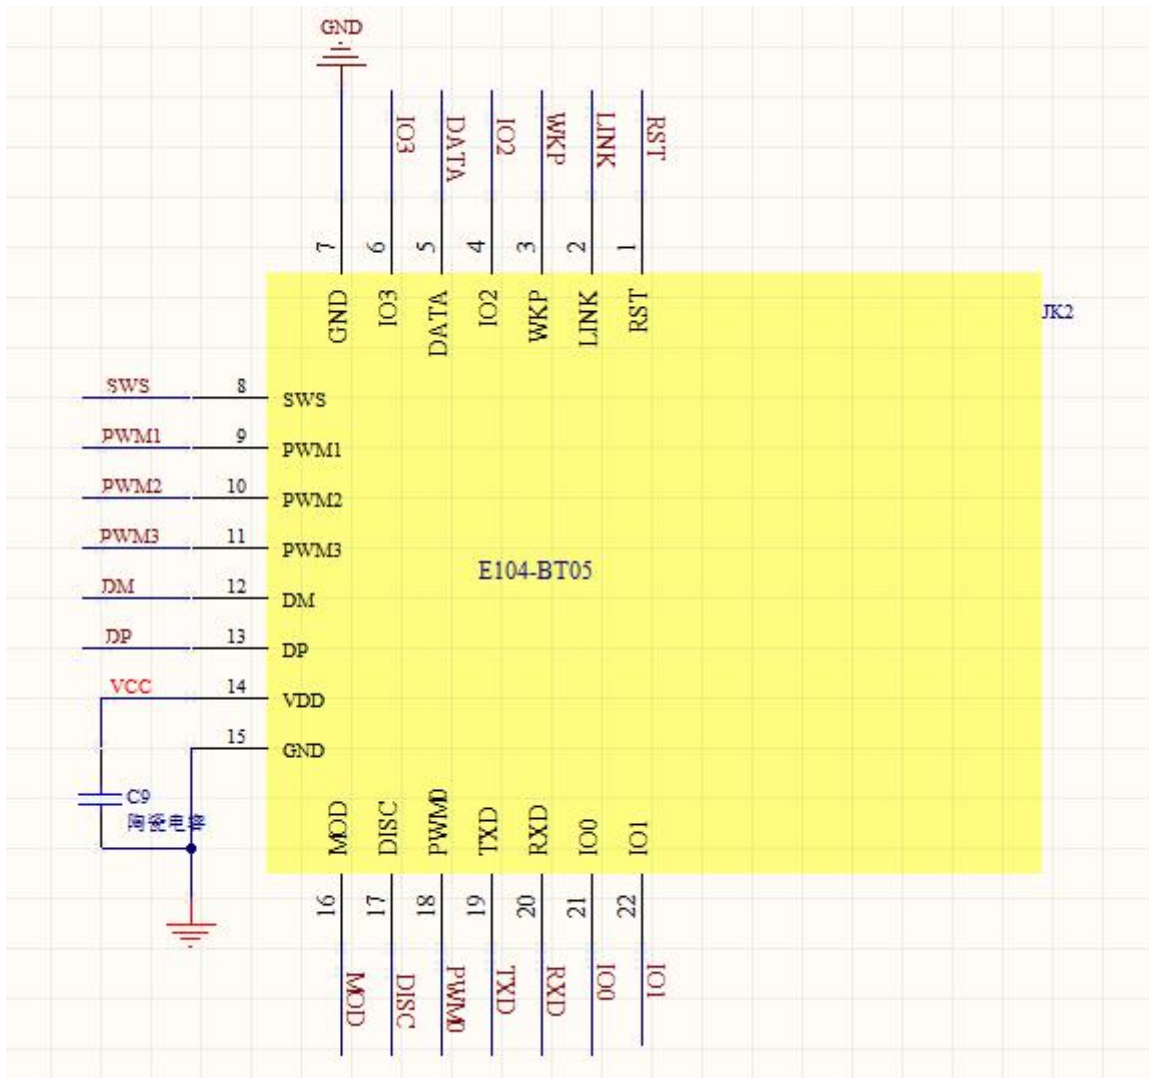 GND
IO3
DATA
IO2
WKP
LINK
RST
7
6
5
4
3
2
1
GND
IO3
DATA
IO2
WKP
LINK
RST
JK2
SWS
8
SWS
PWM1
9
PWM1
PWM2
10
PWM2
PWM3
11
PWM3
E104-BT05
DM
12
DM
DP
13
DP
VCC
14
VDD
15
GND
C9
陶瓷电容
MOD
DISC
PWM0
TXD
RXD
IO0
IO1
16
17
18
19
20
21
22
MOD
DISC
PWM0
TXD
RXD
IO0
IO1